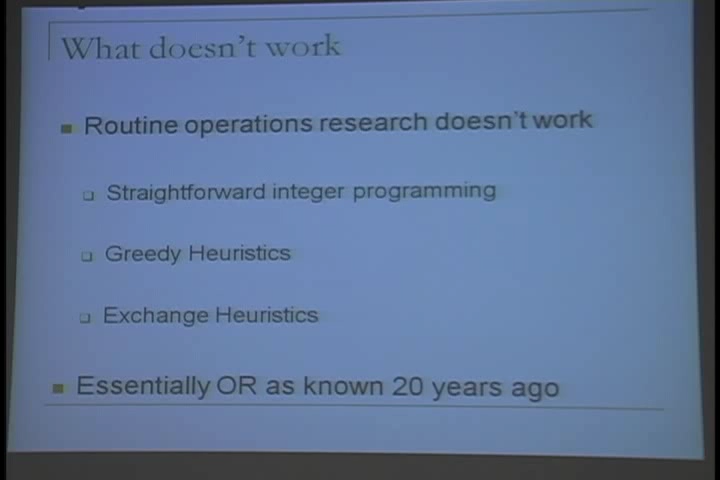 What doesn't work
Routine operations research doesn't work
Straightforward integer programming
Greedy Heuristics
Exchange Heuristics
Essentially OR as known 20 years ago